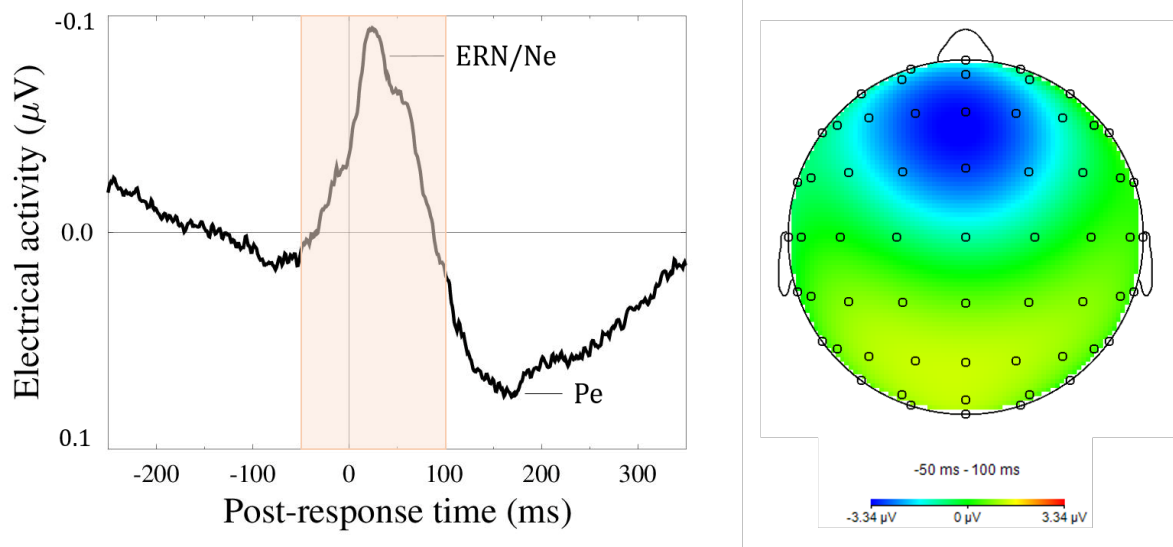 Electrical activity (μV)
-0.1
0.0
0.1
ERN/Ne
Pe
-200 -100 0 100 200 300
Post-response time (ms)
-50 ms - 100 ms
-3.34 μV 0 μV 3.34 μV